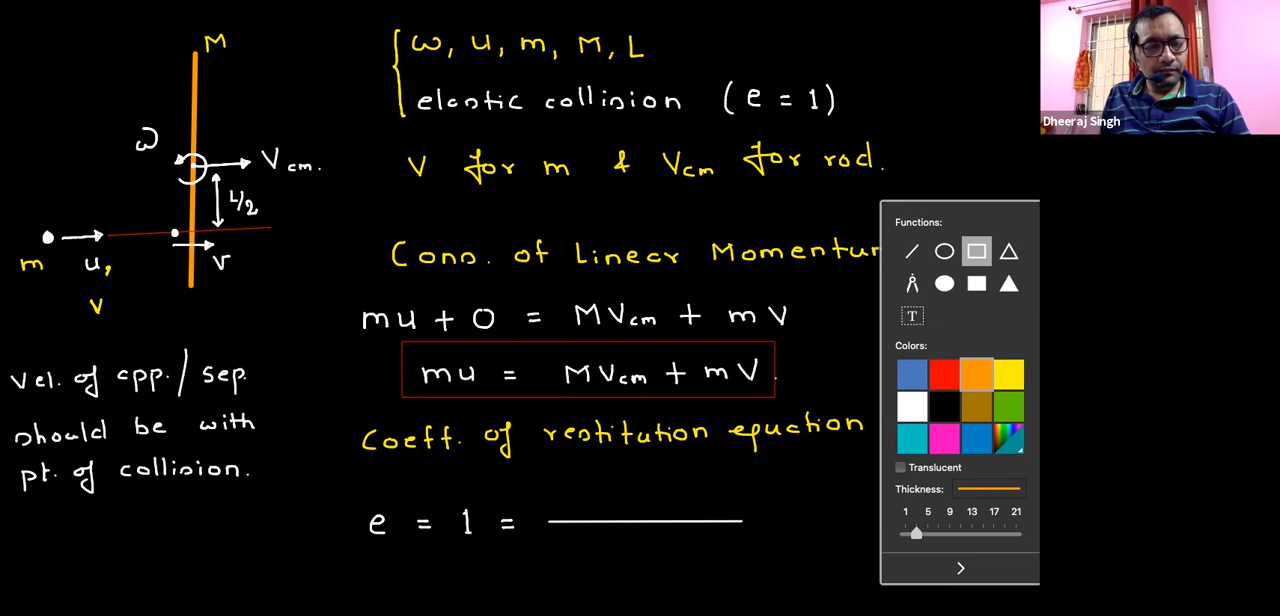 M
ω
Vcm.
L/2
m
u,
v
v
Vel. of app./sep.
should be with
pt. of collision.
ω, u, m, M, L
elastic collision (e = 1)
V for m & Vcm for rod.
Cons. of Linear Momentum
mu + 0 = MVcm + mV
mu = MVcm + mV.
Coeff. of restitution equation
e = 1 =
Dheeraj Singh
Functions:
T
Colors:
Translucent
Thickness:
1 5 9 13 17 21